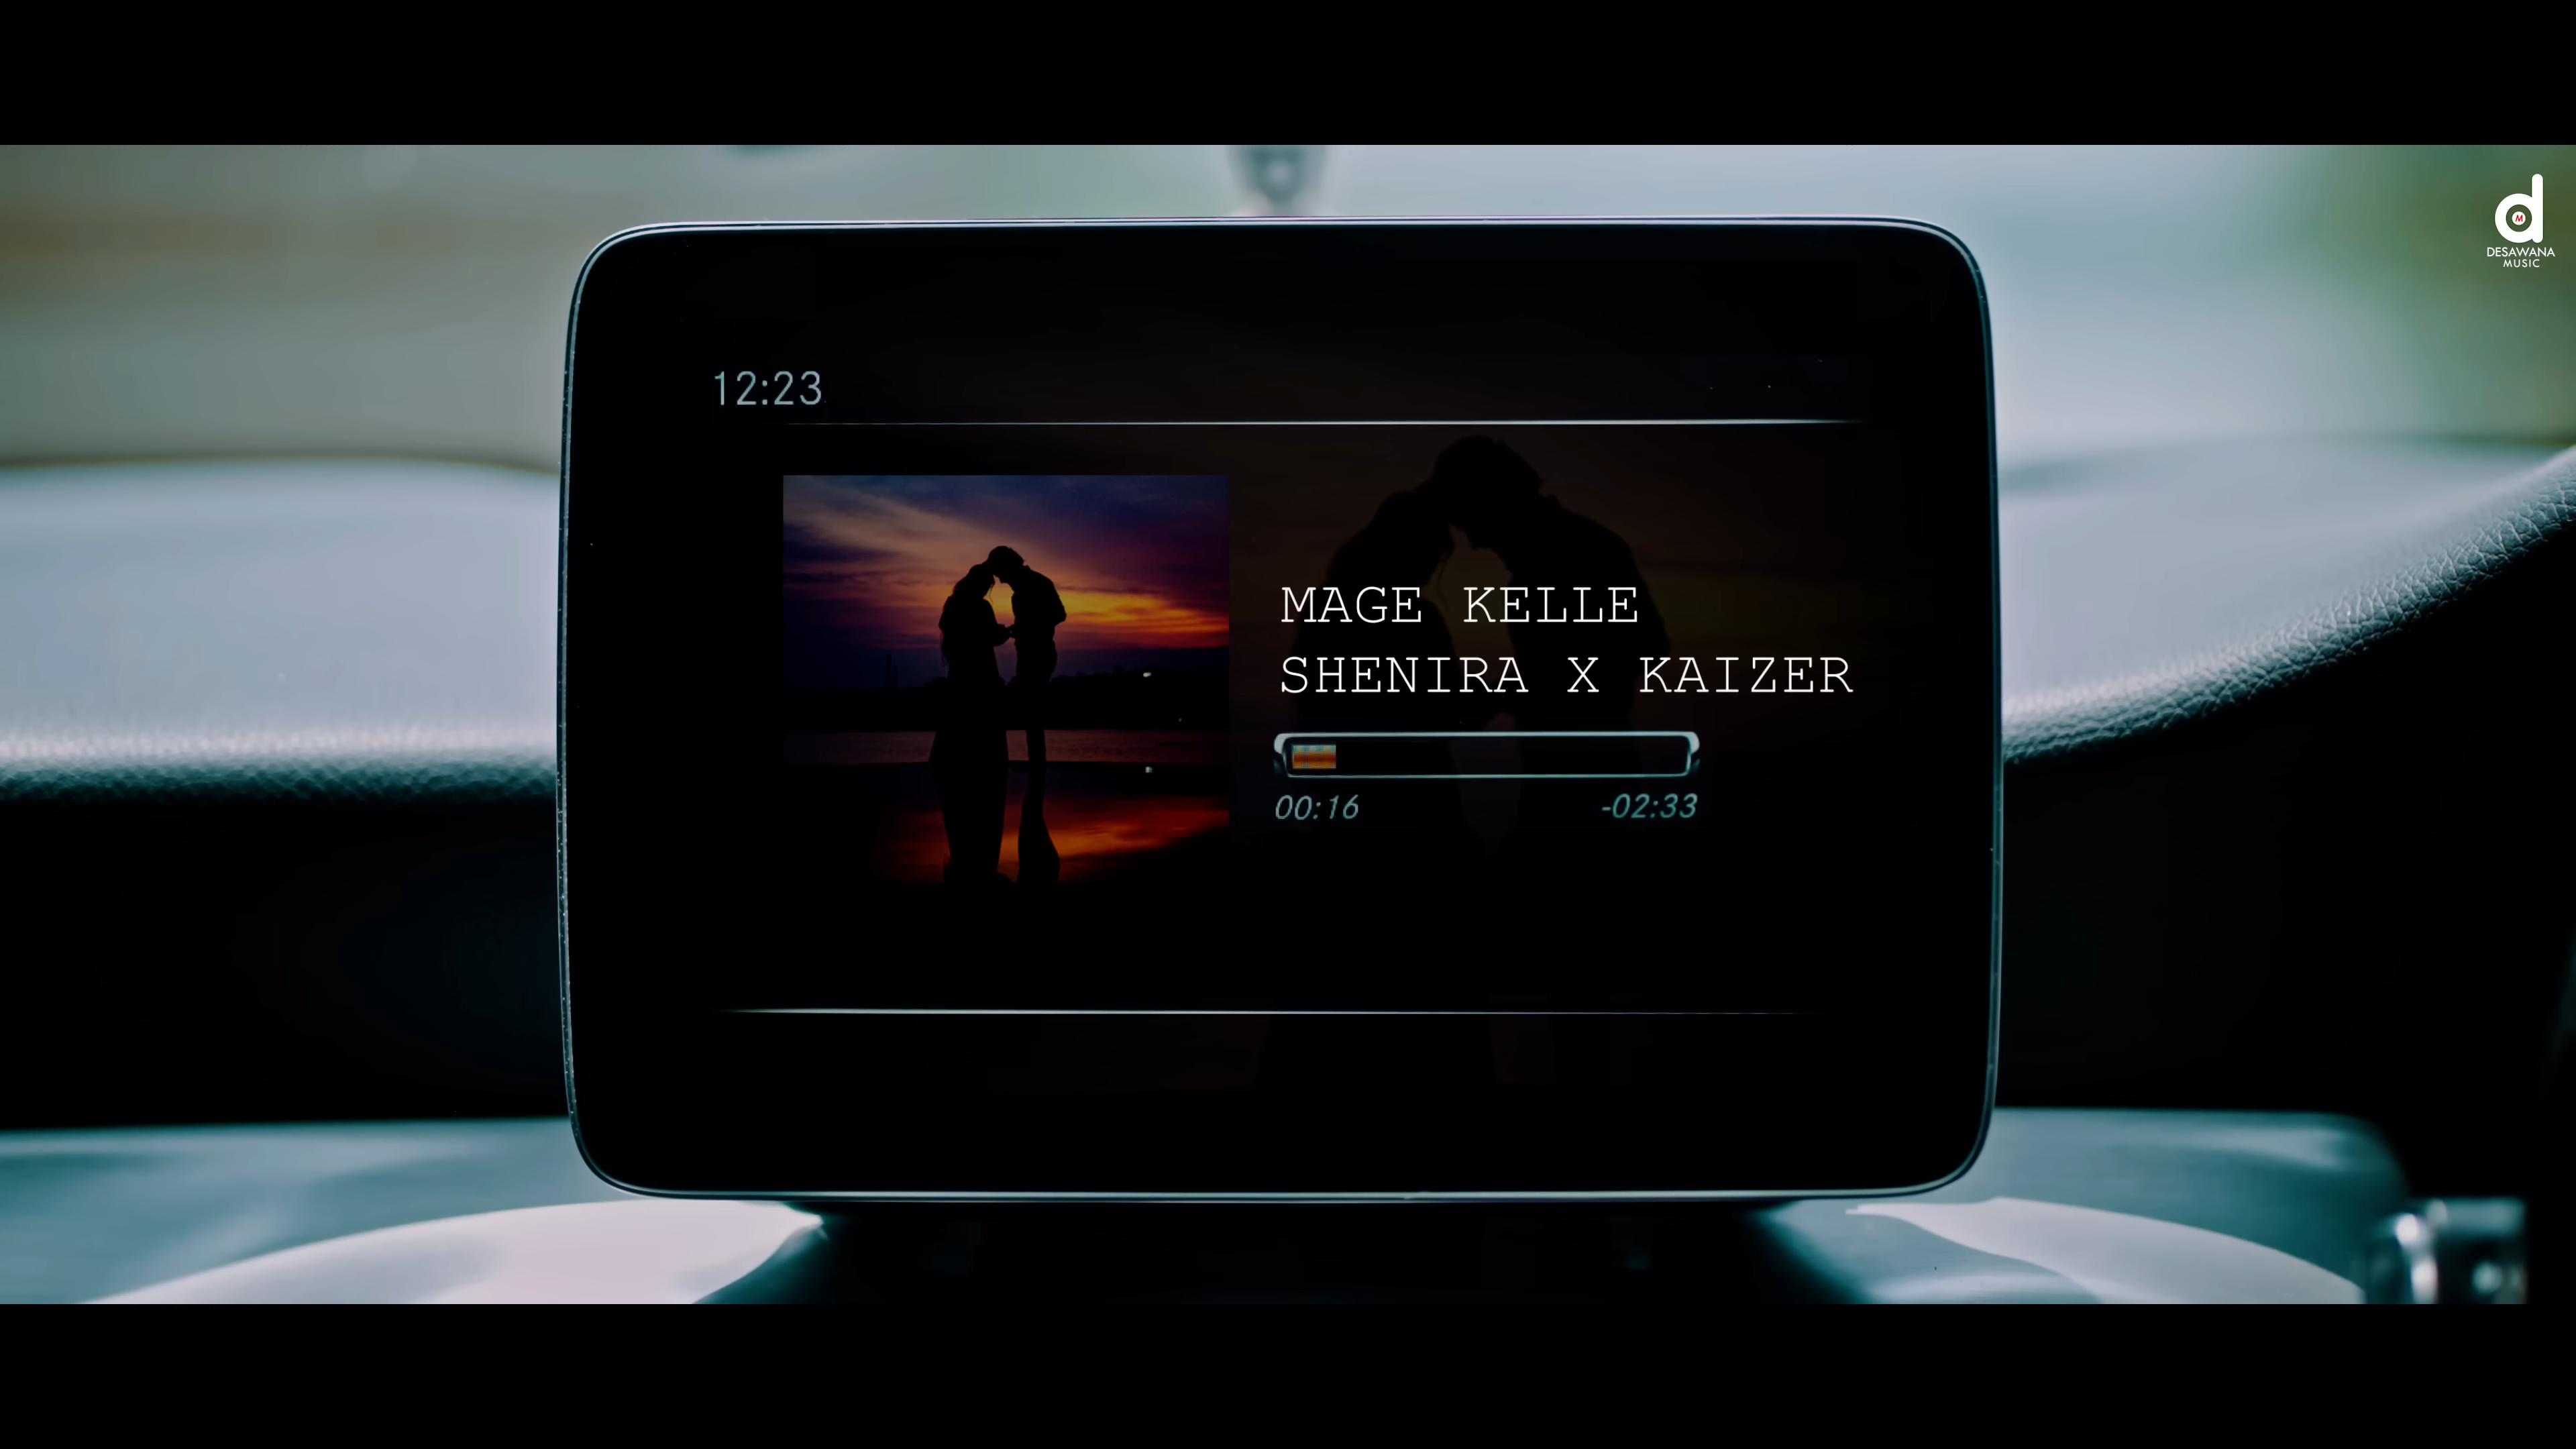 12:23
MAGE KELLE
SHENIRA X KAIZER
00:16 -02:33
M
DESAWANA
MUSIC